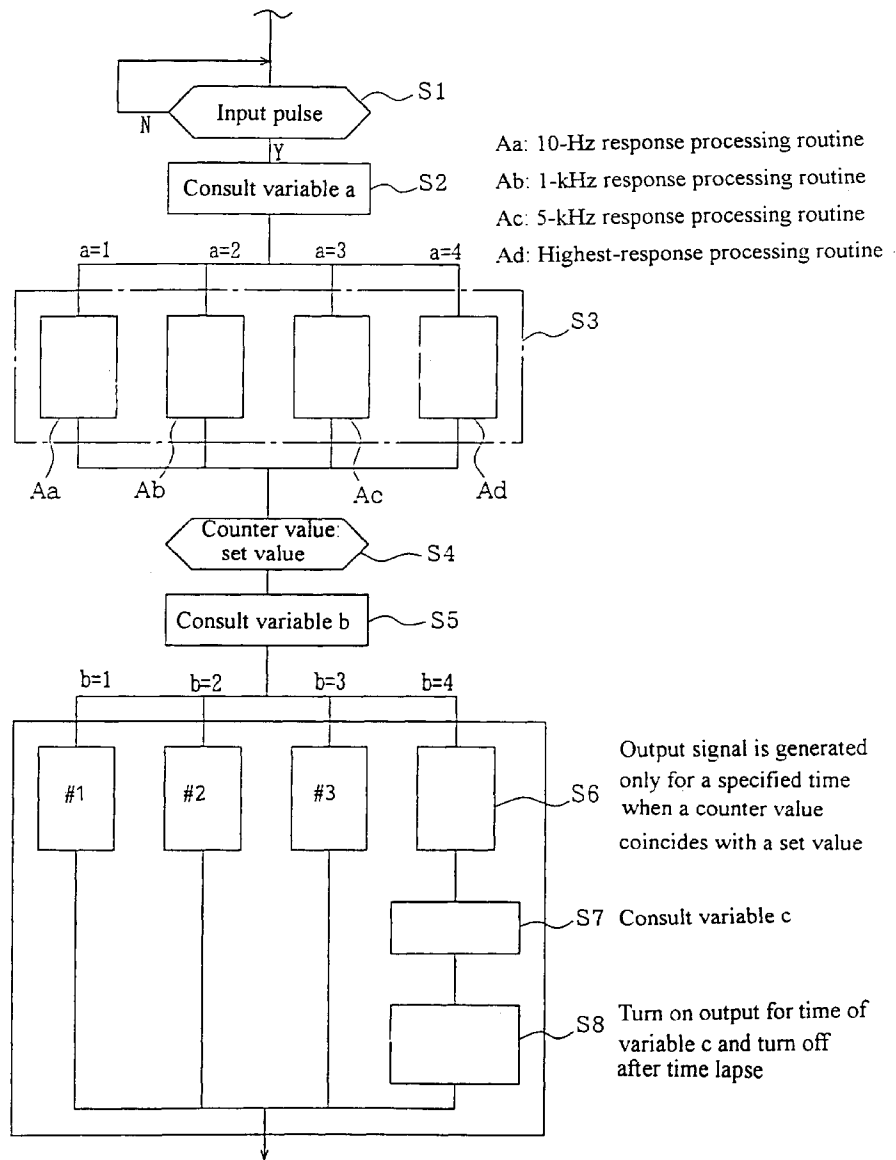 Input pulse
S1
N
Y
Consult variable a
S2
Aa: 10-Hz response processing routine
Ab: 1-kHz response processing routine
Ac: 5-kHz response processing routine
Ad: Highest-response processing routine
a=1
a=2
a=3
a=4
S3
Aa
Ab
Ac
Ad
Counter value:
set value
S4
Consult variable b
S5
b=1
b=2
b=3
b=4
#1
#2
#3
S6
Output signal is generated
only for a specified time
when a counter value
coincides with a set value
S7
Consult variable c
S8
Turn on output for time of
variable c and turn off
after time lapse